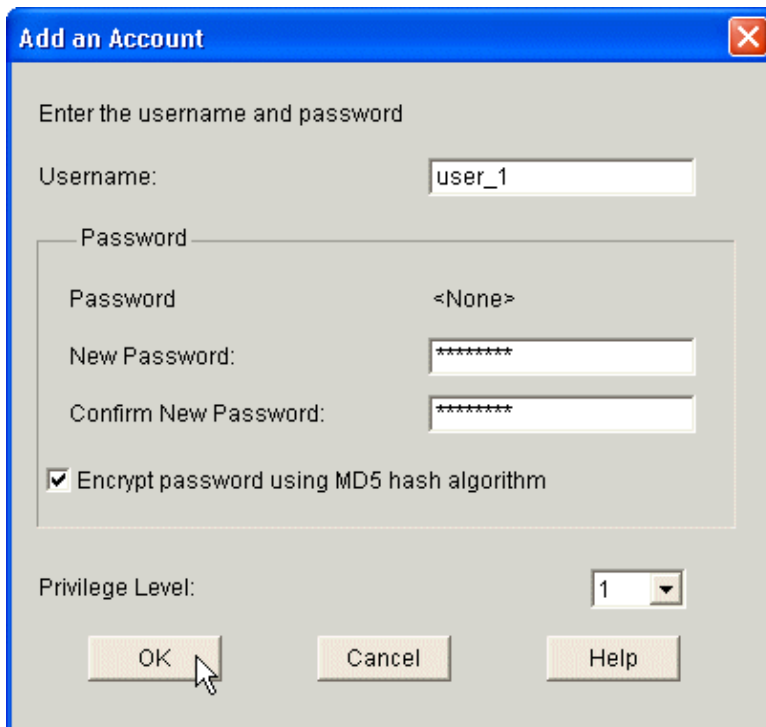 Add an Account
Enter the username and password
Username: user_1
Password
Password <None>
New Password: ********
Confirm New Password: ********
Encrypt password using MD5 hash algorithm
Privilege Level: 1
OK Cancel Help